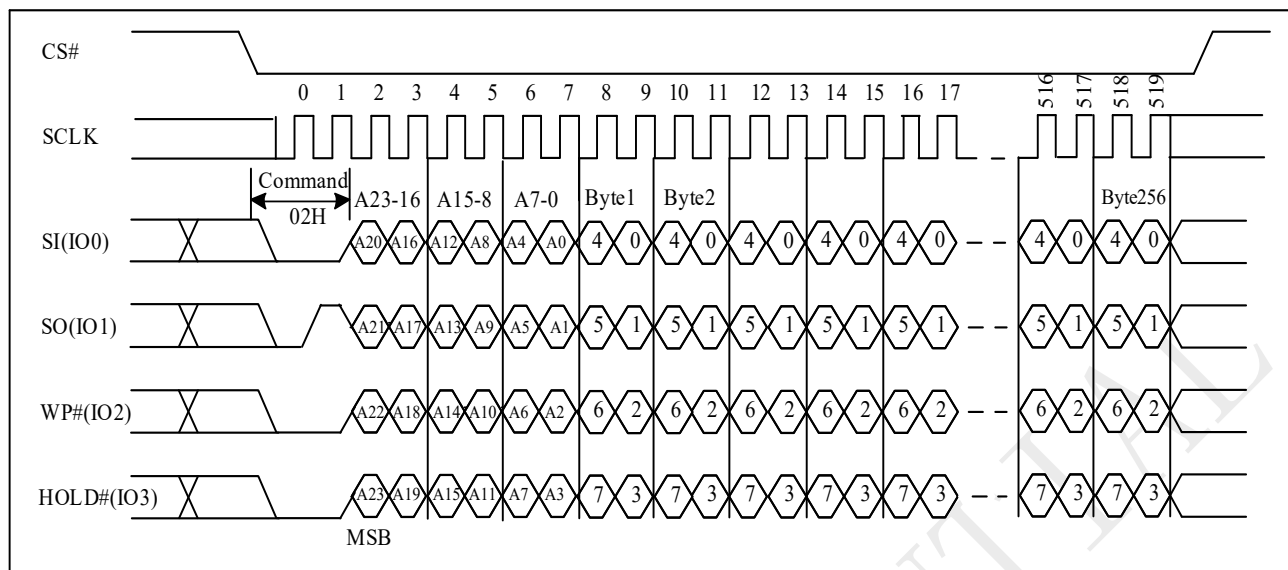 CS#
0 1 2 3 4 5 6 7 8 9 10 11 12 13 14 15 16 17 516 517 518 519
SCLK
Command
02H
A23-16 A15-8 A7-0 Byte1 Byte2 Byte256
SI(IO0) A20 A16 A12 A8 A4 A0 4 0 4 0 4 0 4 0 4 0 4 0 4 0
SO(IO1) A21 A17 A13 A9 A5 A1 5 1 5 1 5 1 5 1 5 1 5 1 5 1
WP#(IO2) A22 A18 A14 A10 A6 A2 6 2 6 2 6 2 6 2 6 2 6 2 6 2
HOLD#(IO3) A23 A19 A15 A11 A7 A3 7 3 7 3 7 3 7 3 7 3 7 3 7 3
MSB